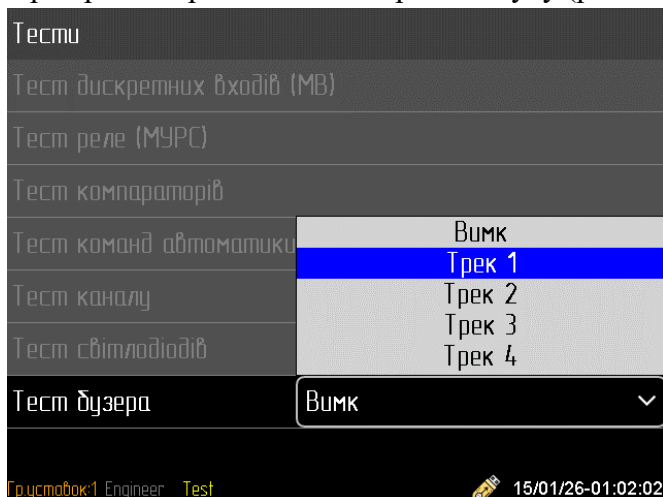 Тести
Тест дискретних входів (МВ)
Тест реле (МУРС)
Тест компараторів
Тест команд автоматики
Тест каналу
Тест світлодіодів
Вимк
Трек 1
Трек 2
Трек 3
Трек 4
Тест бузера Вимк
Гр.уставок:1 Engineer Test 15/01/26-01:02:02